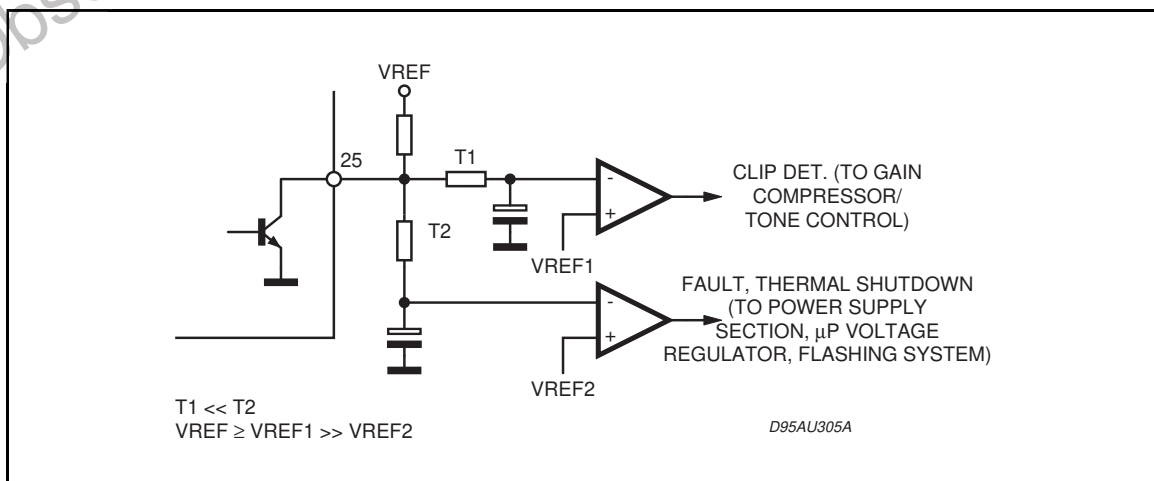 VREF
25
T1
T2
-
+
VREF1
CLIP DET. (TO GAIN
COMPRESSOR/
TONE CONTROL)
-
+
VREF2
FAULT, THERMAL SHUTDOWN
(TO POWER SUPPLY
SECTION, µP VOLTAGE
REGULATOR, FLASHING SYSTEM)
T1 << T2
VREF ≥ VREF1 >> VREF2
D95AU305A